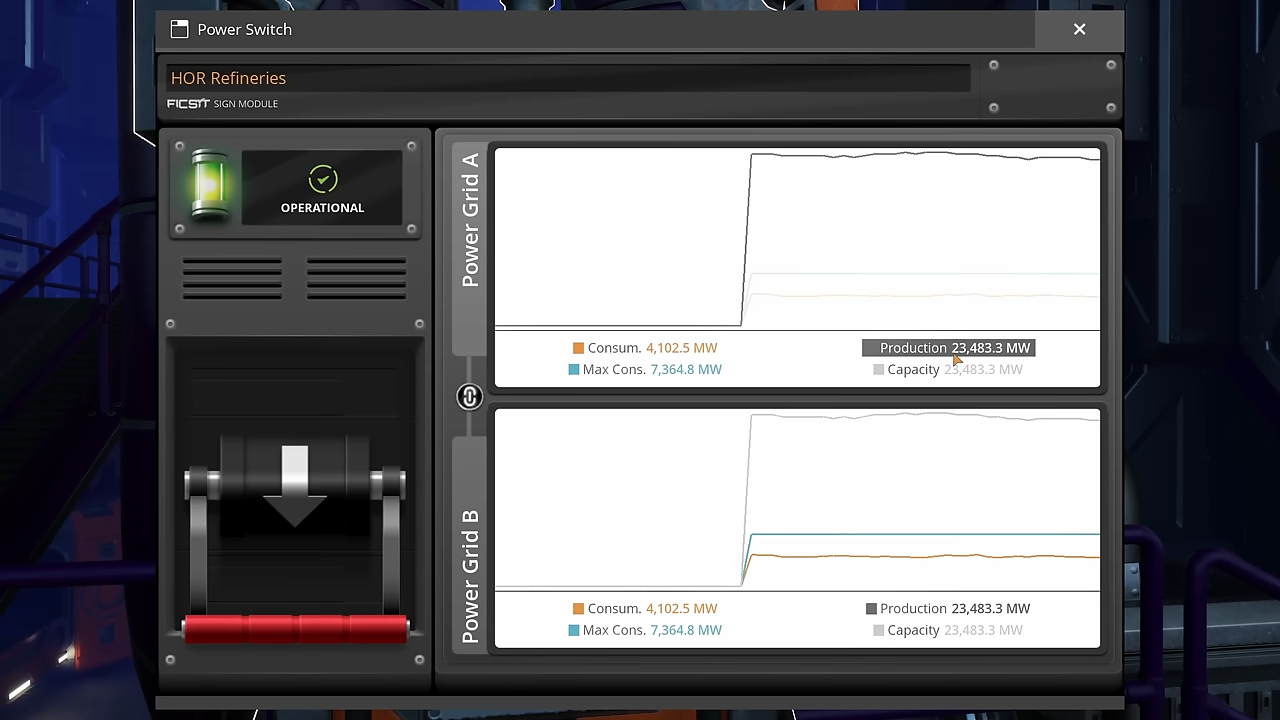 Power Switch
HOR Refineries
FICSIT SIGN MODULE
OPERATIONAL
Power Grid A
Consum. 4,102.5 MW
Production 23,483.3 MW
Max Cons. 7,364.8 MW
Capacity 23,483.3 MW
Power Grid B
Consum. 4,102.5 MW
Production 23,483.3 MW
Max Cons. 7,364.8 MW
Capacity 23,483.3 MW